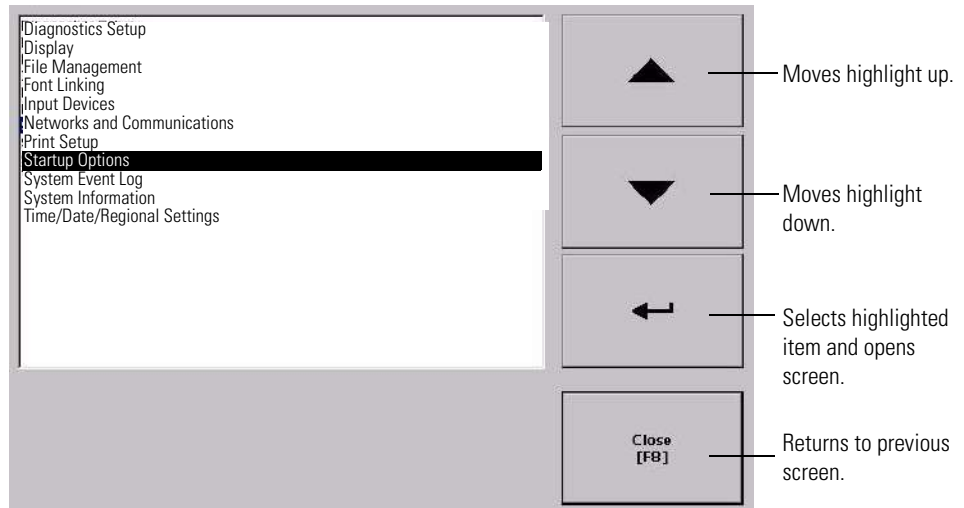 Diagnostics Setup
Display
File Management
Font Linking
Input Devices
Networks and Communications
Print Setup
Startup Options
System Event Log
System Information
Time/Date/Regional Settings
Moves highlight up.
Moves highlight
down.
Selects highlighted
item and opens
screen.
Close
[F8]
Returns to previous
screen.